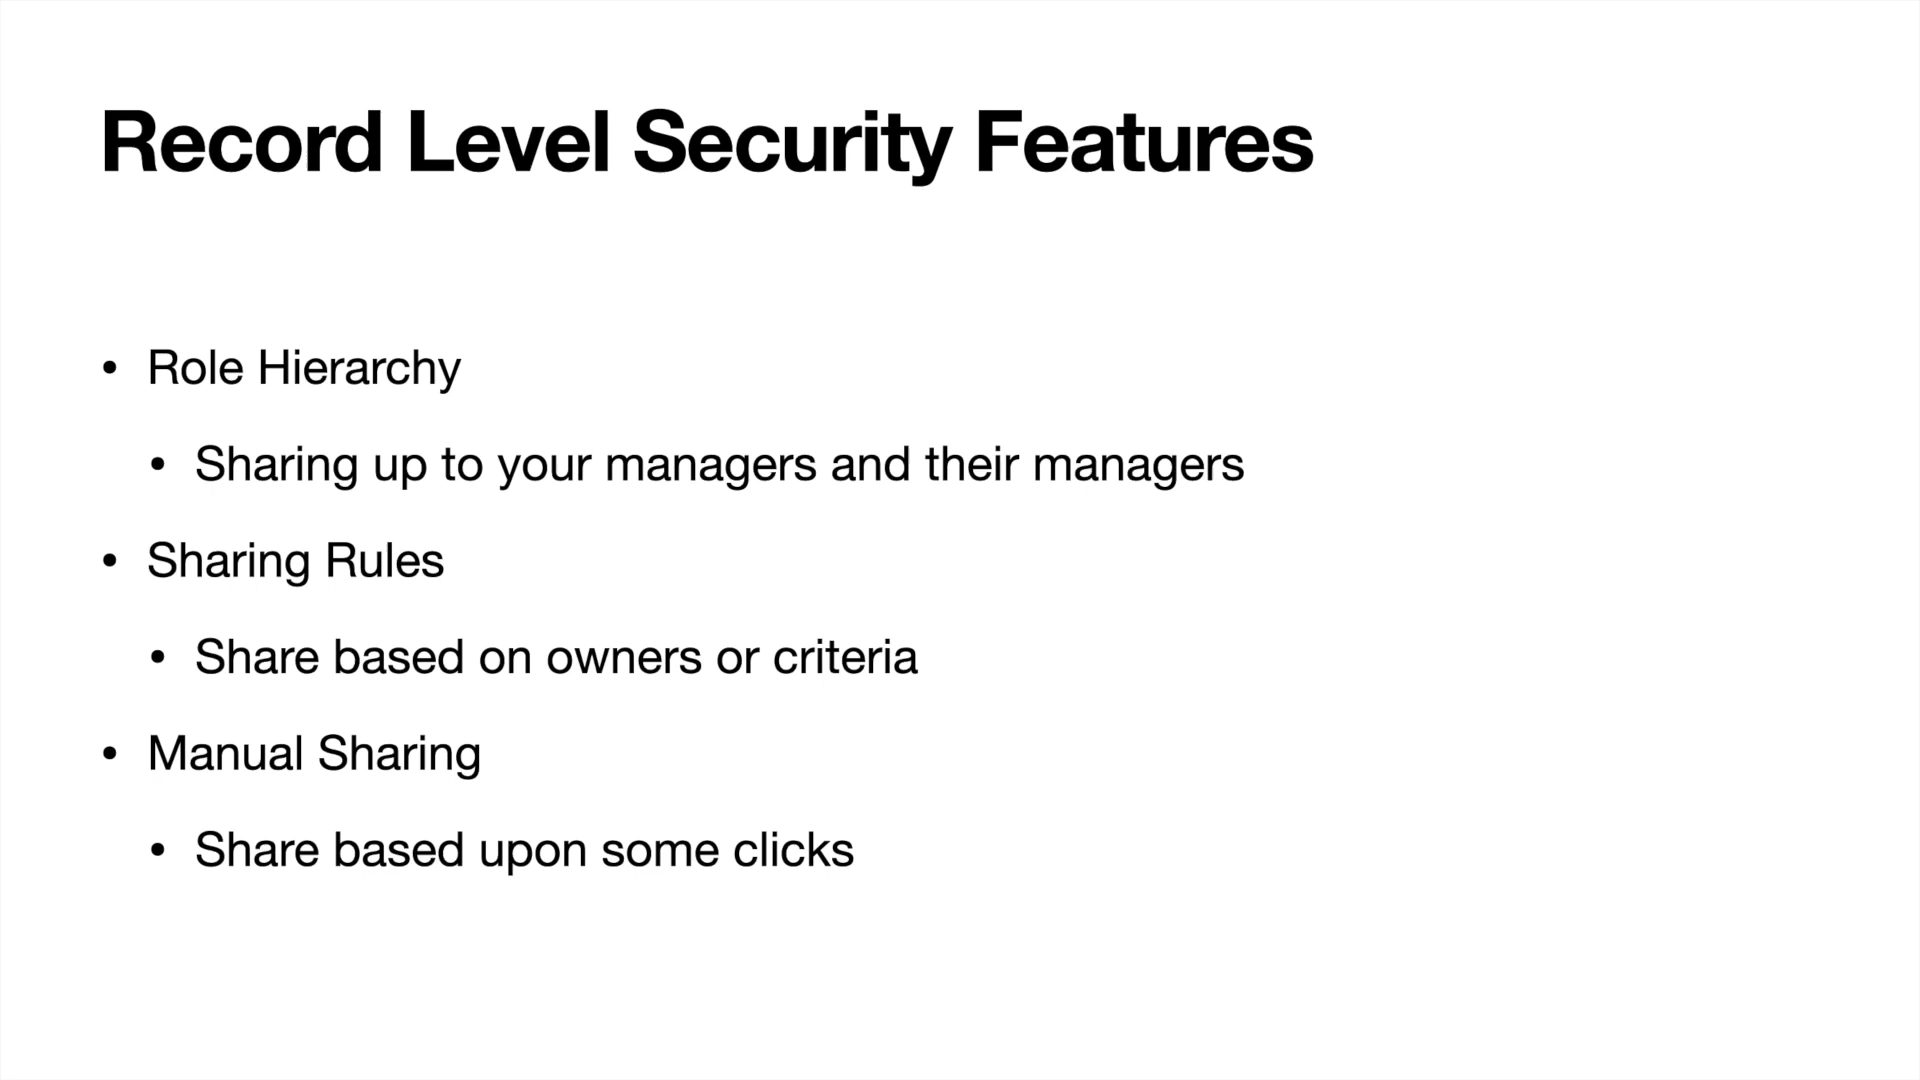 Record Level Security Features
• Role Hierarchy
• Sharing up to your managers and their managers
• Sharing Rules
• Share based on owners or criteria
• Manual Sharing
• Share based upon some clicks